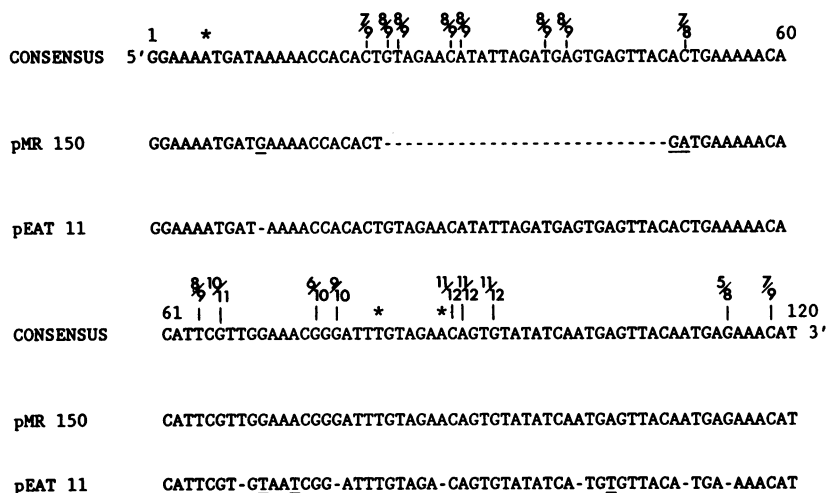 7/9 8/9 8/9 8/9 8/9 8/9 8/9 7/8
1 * 60
CONSENSUS 5'GGAAAATGATAAAAACCACACTGTAGAACATATTAGATGAGTGAGTTACACTGAAAAACA
pMR 150 GGAAAATGATGAAAACCACACT---------------------------GATGAAAAACA
pEAT 11 GGAAAATGAT-AAAACCACACTGTAGAACATATTAGATGAGTGAGTTACACTGAAAAACA
8/9 10/11 6/10 9/10 11/12 11/12 11/12 5/8 7/9
61 * * 120
CONSENSUS CATTCGTTGGAAACGGGATTTGTAGAACAGTGTATATCAATGAGTTACAATGAGAAACAT 3'
pMR 150 CATTCGTTGGAAACGGGATTTGTAGAACAGTGTATATCAATGAGTTACAATGAGAAACAT
pEAT 11 CATTCGT-GTAATCGG-ATTTGTAGA-CAGTGTATATCA-TGTGTTACA-TGA-AAACAT